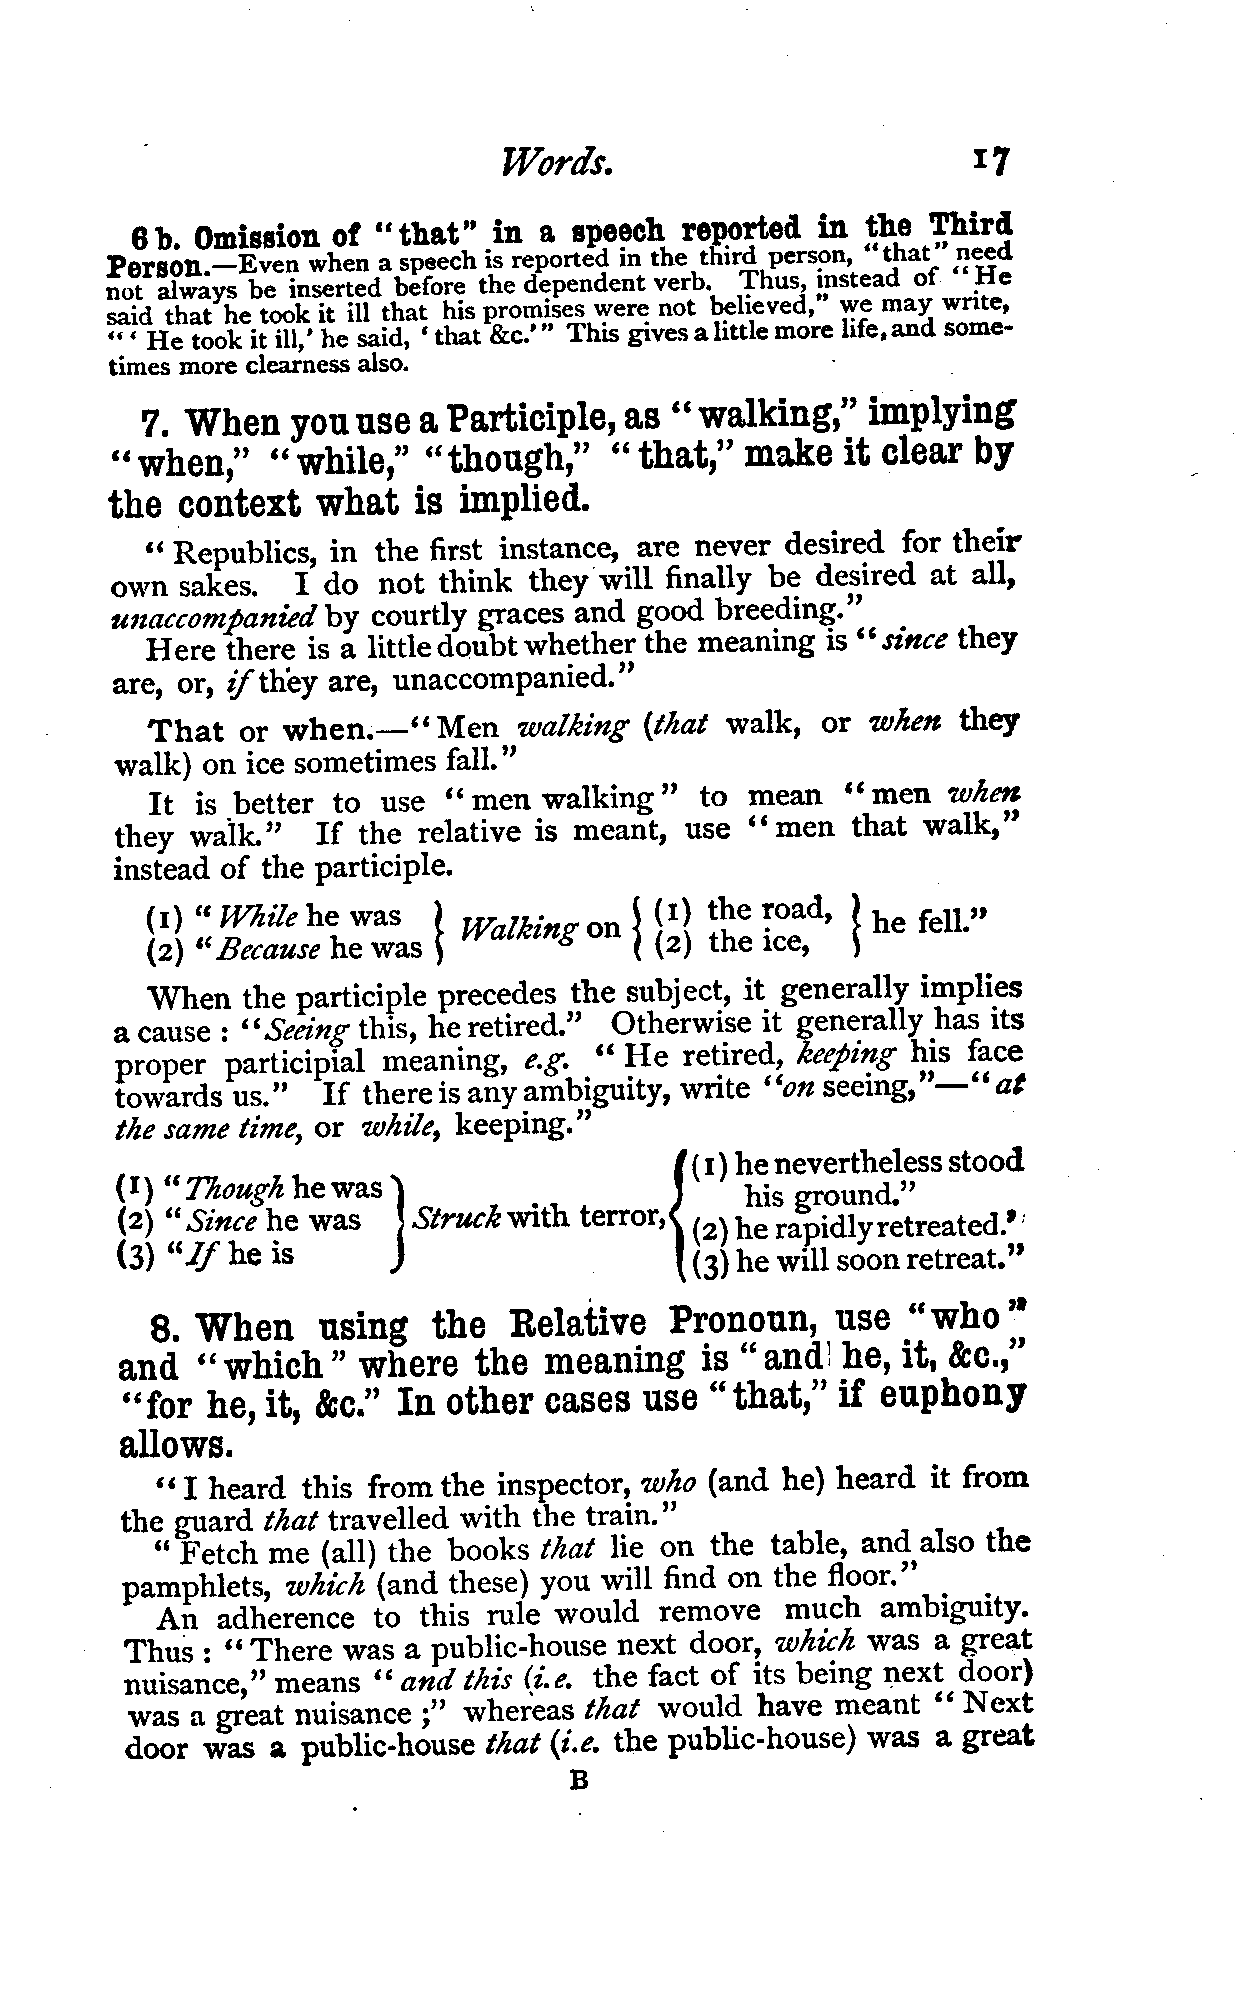 Words. 17
6 b. Omission of "that" in a speech reported in the Third
Person.—Even when a speech is reported in the third person, "that" need
not always be inserted before the dependent verb. Thus, instead of "He
said that he took it ill that his promises were not believed," we may write,
"' He took it ill,' he said, 'that &c.'" This gives a little more life, and some-
times more clearness also.
7. When you use a Participle, as "walking," implying
"when," "while," "though," "that," make it clear by
the context what is implied.
"Republics, in the first instance, are never desired for their
own sakes. I do not think they will finally be desired at all,
unaccompanied by courtly graces and good breeding."
Here there is a little doubt whether the meaning is "since they
are, or, if they are, unaccompanied."
That or when.—"Men walking (that walk, or when they
walk) on ice sometimes fall."
It is better to use "men walking" to mean "men when
they walk." If the relative is meant, use "men that walk,"
instead of the participle.
(1) "While he was } Walking on { (1) the road, } he fell."
(2) "Because he was } { (2) the ice, }
When the participle precedes the subject, it generally implies
a cause : "Seeing this, he retired." Otherwise it generally has its
proper participial meaning, e.g. "He retired, keeping his face
towards us." If there is any ambiguity, write "on seeing,"—"at
the same time, or while, keeping."
(1) "Though he was } { (1) he nevertheless stood
his ground."
(2) "Since he was } Struck with terror, { (2) he rapidly retreated."
(3) "If he is } { (3) he will soon retreat."
8. When using the Relative Pronoun, use "who"
and "which" where the meaning is "and he, it, &c.,"
"for he, it, &c." In other cases use "that," if euphony
allows.
"I heard this from the inspector, who (and he) heard it from
the guard that travelled with the train."
"Fetch me (all) the books that lie on the table, and also the
pamphlets, which (and these) you will find on the floor."
An adherence to this rule would remove much ambiguity.
Thus : "There was a public-house next door, which was a great
nuisance," means "and this (i.e. the fact of its being next door)
was a great nuisance ;" whereas that would have meant "Next
door was a public-house that (i.e. the public-house) was a great
B